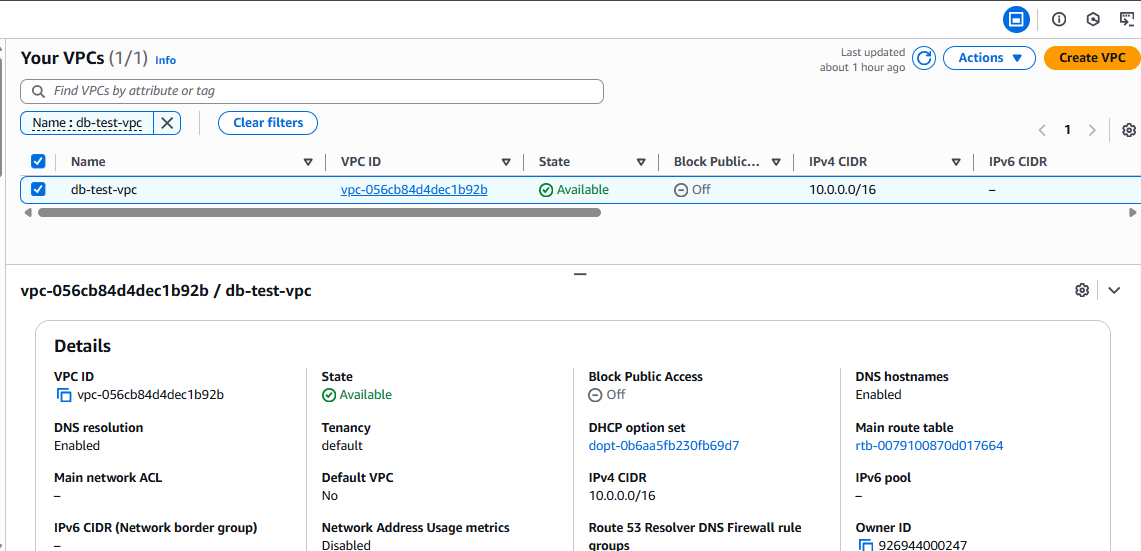 Your VPCs (1/1) Info
Last updated
about 1 hour ago
Actions
Create VPC
Find VPCs by attribute or tag
Name : db-test-vpc
Clear filters
1
Name VPC ID State Block Public... IPv4 CIDR IPv6 CIDR
db-test-vpc vpc-056cb84d4dec1b92b Available Off 10.0.0.0/16 –
vpc-056cb84d4dec1b92b / db-test-vpc
Details
VPC ID State Block Public Access DNS hostnames
vpc-056cb84d4dec1b92b Available Off Enabled
DNS resolution Tenancy DHCP option set Main route table
Enabled default dopt-0b6aa5fb230fb69d7 rtb-0079100870d017664
Main network ACL Default VPC IPv4 CIDR IPv6 pool
– No 10.0.0.0/16 –
IPv6 CIDR (Network border group) Network Address Usage metrics Route 53 Resolver DNS Firewall rule groups Owner ID
– Disabled 926944000247